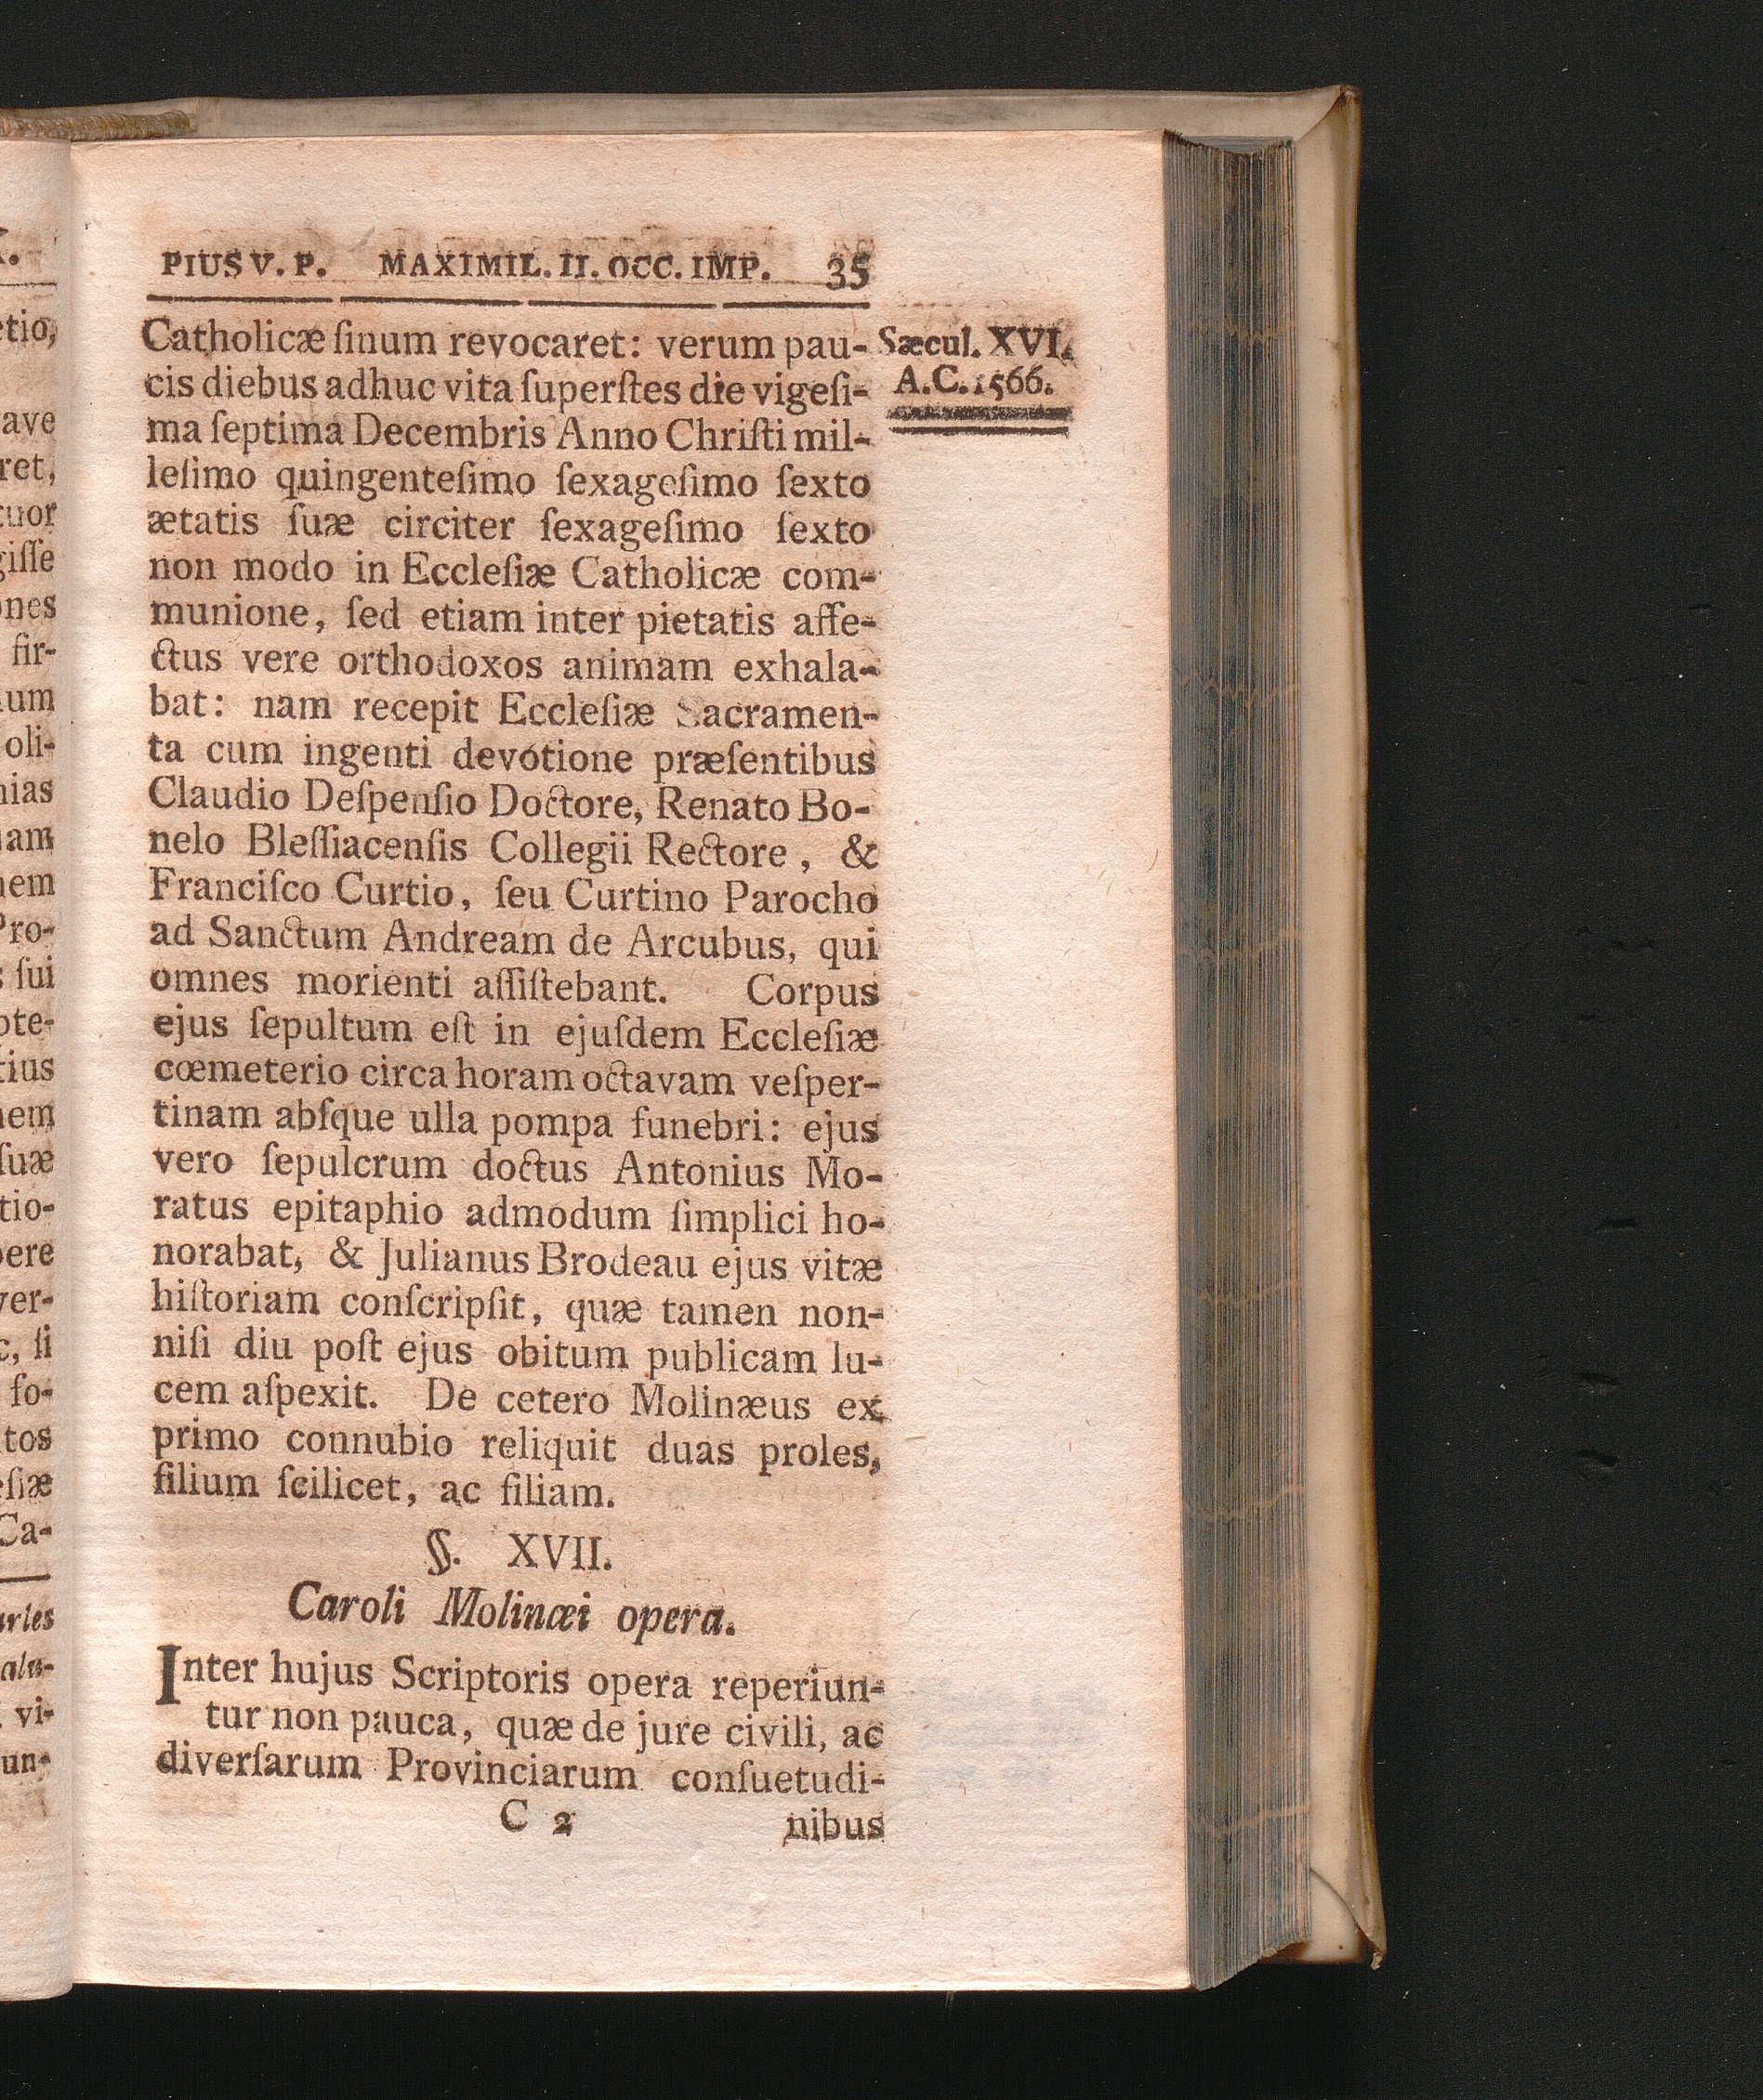 PIUS V. P. MAXIMIL. II. OCC. IMP. 35
Catholicæ ſinum revocaret: verum pau-
cis diebus adhuc vita ſuperſtes die vigeſi-
ma ſeptima Decembris Anno Chriſti mil-
leſimo quingenteſimo ſexageſimo ſexto
ætatis ſuæ circiter ſexageſimo ſexto
non modo in Eccleſiæ Catholicæ com-
munione, ſed etiam inter pietatis affe-
ctus vere orthodoxos animam exhala-
bat: nam recepit Eccleſiæ Sacramen-
ta cum ingenti devotione præſentibus
Claudio Deſpenſio Doctore, Renato Bo-
nelo Bleſſiacenſis Collegii Rectore, &
Franciſco Curtio, ſeu Curtino Parocho
ad Sanctum Andream de Arcubus, qui
omnes morienti aſſiſtebant. Corpus
ejus ſepultum eſt in ejuſdem Eccleſiæ
cœmeterio circa horam octavam veſper-
tinam abſque ulla pompa funebri: ejus
vero ſepulcrum doctus Antonius Mo-
ratus epitaphio admodum ſimplici ho-
norabat, & Julianus Brodeau ejus vitæ
hiſtoriam conſcripſit, quæ tamen non-
niſi diu poſt ejus obitum publicam lu-
cem aſpexit. De cetero Molinæus ex
primo connubio reliquit duas proles,
filium ſcilicet, ac filiam.
§. XVII.
Caroli Molinæi opera.
Inter hujus Scriptoris opera reperiun-
tur non pauca, quæ de jure civili, ac
diverſarum Provinciarum conſuetudi-
C 2 nibus
Sæcul. XVI.
A.C. 1566.